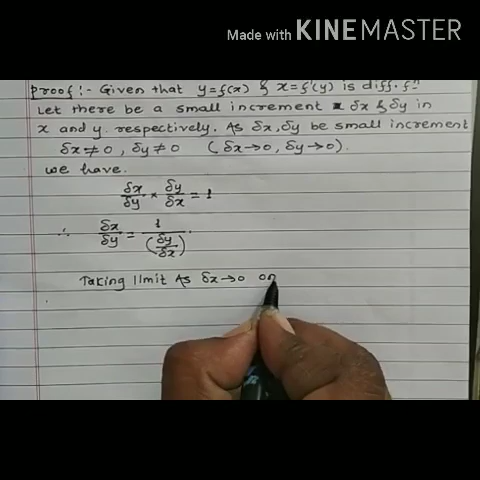 Made with KINEMASTER
Proof:- Given that y=f(x) & x=f'(y) is diff. fⁿ
Let there be a small increment δx & δy in
x and y respectively. As δx, δy be small increment
δx≠0, δy≠0 (δx→0, δy→0).
we have.
δx/δy × δy/δx = 1
∴ δx/δy = 1/(δy/δx).
Taking limit As δx→0 on